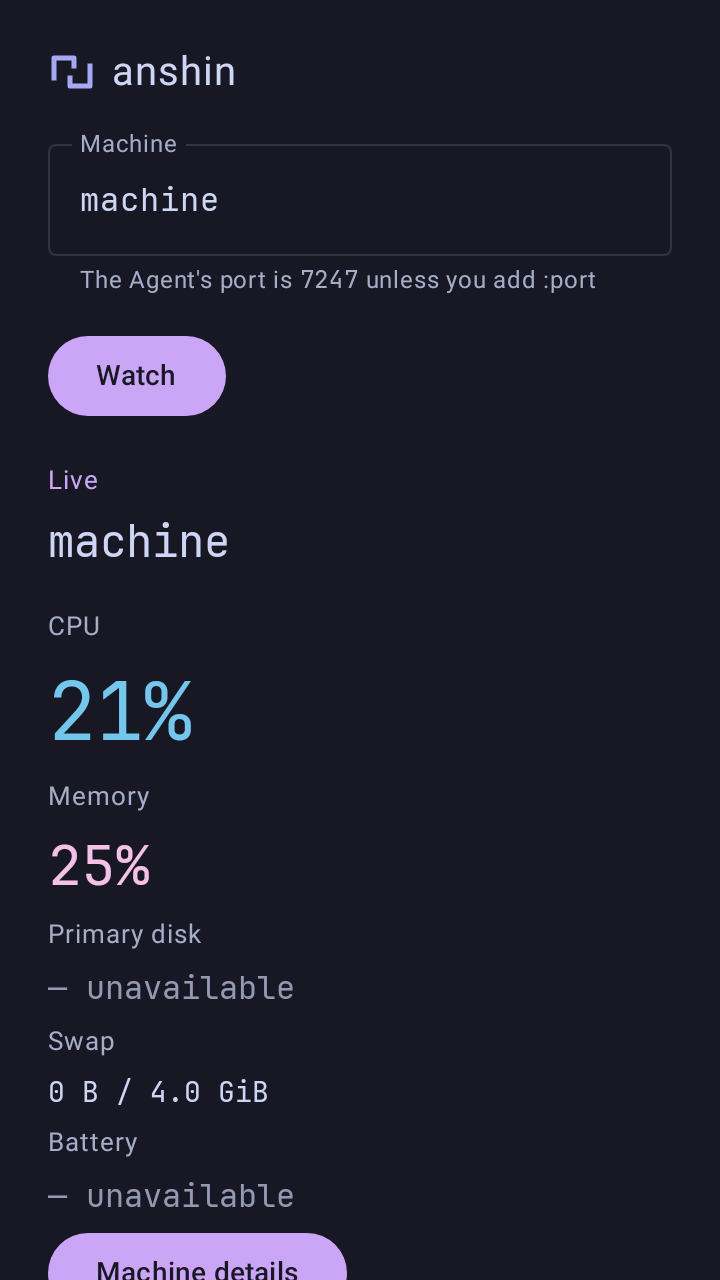 anshin
Machine
machine
The Agent's port is 7247 unless you add :port
Watch
Live
machine
CPU
21%
Memory
25%
Primary disk
— unavailable
Swap
0 B / 4.0 GiB
Battery
— unavailable
Machine details